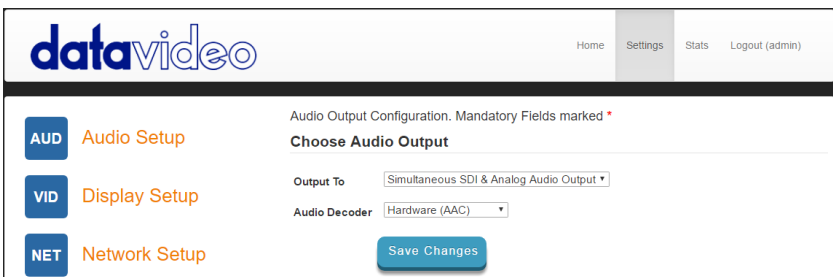 datavideo
Home Settings Stats Logout (admin)
AUD Audio Setup
VID Display Setup
NET Network Setup
Audio Output Configuration. Mandatory Fields marked *
Choose Audio Output
Output To Simultaneous SDI & Analog Audio Output
Audio Decoder Hardware (AAC)
Save Changes